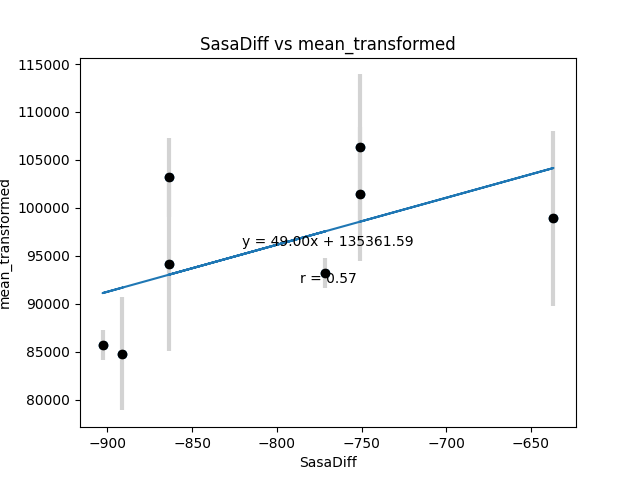 SasaDiff vs mean_transformed
115000
110000
105000
100000
95000
90000
85000
80000
mean_transformed
y = 49.00x + 135361.59
r = 0.57
−900
−850
−800
−750
−700
−650
SasaDiff